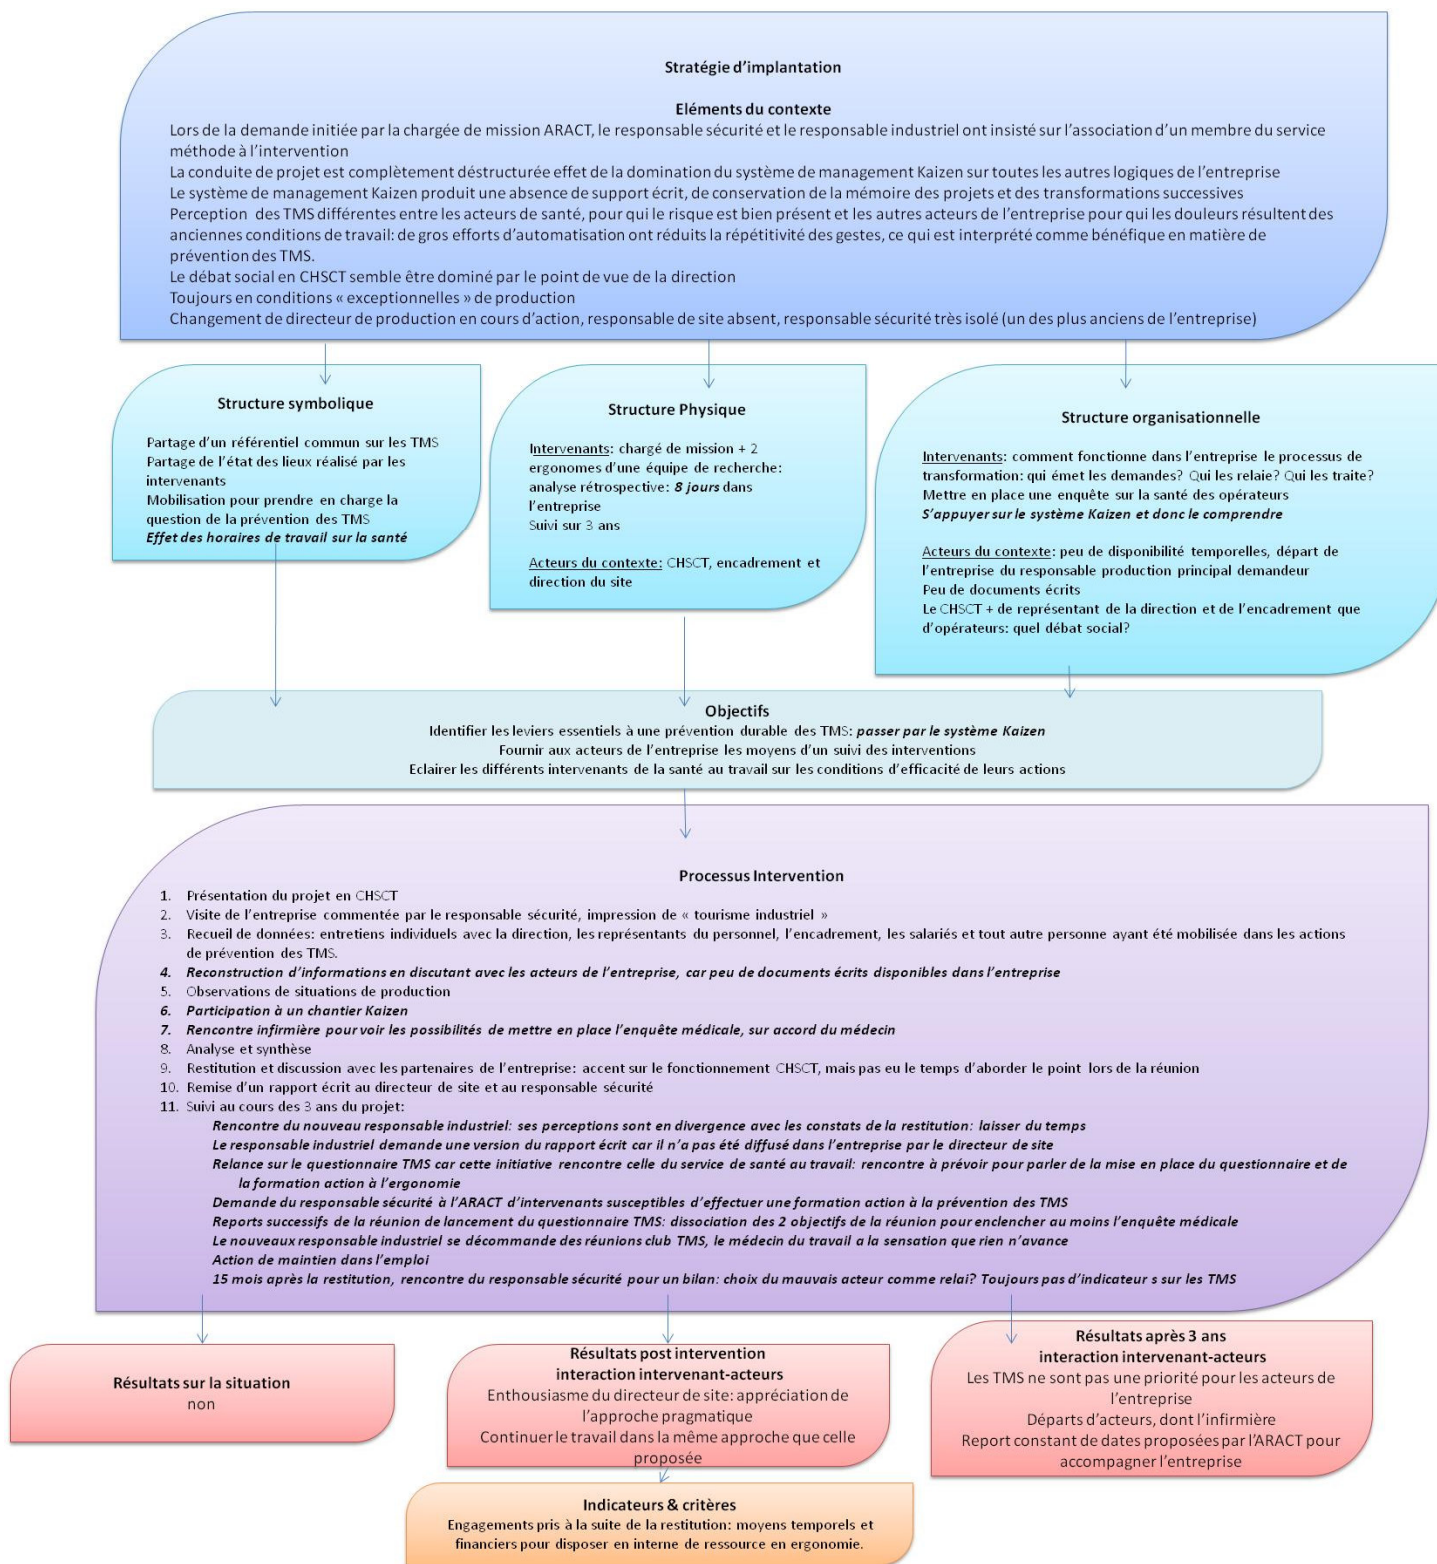 Stratégie d'implantation
Eléments du contexte
Lors de la demande initiée par la chargée de mission ARACT, le responsable sécurité et le responsable industriel ont insisté sur l'association d'un membre du service
méthode à l'intervention
La conduite de projet est complètement déstructurée effet de la domination du système de management Kaizen sur toutes les autres logiques de l'entreprise
Le système de management Kaizen produit une absence de support écrit, de conservation de la mémoire des projets et des transformations successives
Perception des TMS différentes entre les acteurs de santé, pour qui le risque est bien présent et les autres acteurs de l'entreprise pour qui les douleurs résultent des
anciennes conditions de travail: de gros efforts d'automatisation ont réduits la répétitivité des gestes, ce qui est interprété comme bénéfique en matière de
prévention des TMS.
Le débat social en CHSCT semble être dominé par le point de vue de la direction
Toujours en conditions « exceptionnelles » de production
Changement de directeur de production en cours d'action, responsable de site absent, responsable sécurité très isolé (un des plus anciens de l'entreprise)
Structure symbolique
Partage d'un référentiel commun sur les TMS
Partage de l'état des lieux réalisé par les
intervenants
Mobilisation pour prendre en charge la
question de la prévention des TMS
Effet des horaires de travail sur la santé
Structure Physique
Intervenants: chargé de mission + 2
ergonomes d'une équipe de recherche:
analyse rétrospective: 8 jours dans
l'entreprise
Suivi sur 3 ans
Acteurs du contexte: CHSCT, encadrement et
direction du site
Structure organisationnelle
Intervenants: comment fonctionne dans l'entreprise le processus de
transformation: qui émet les demandes? Qui les relaie? Qui les traite?
Mettre en place une enquête sur la santé des opérateurs
S'appuyer sur le système Kaizen et donc le comprendre
Acteurs du contexte: peu de disponibilité temporelles, départ de
l'entreprise du responsable production principal demandeur
Peu de documents écrits
Le CHSCT + de représentant de la direction et de l'encadrement que
d'opérateurs: quel débat social?
Objectifs
Identifier les leviers essentiels à une prévention durable des TMS: passer par le système Kaizen
Fournir aux acteurs de l'entreprise les moyens d'un suivi des interventions
Eclairer les différents intervenants de la santé au travail sur les conditions d'efficacité de leurs actions
Processus Intervention
1. Présentation du projet en CHSCT
2. Visite de l'entreprise commentée par le responsable sécurité, impression de « tourisme industriel »
3. Recueil de données: entretiens individuels avec la direction, les représentants du personnel, l'encadrement, les salariés et tout autre personne ayant été mobilisée dans les actions
de prévention des TMS.
4. Reconstruction d'informations en discutant avec les acteurs de l'entreprise, car peu de documents écrits disponibles dans l'entreprise
5. Observations de situations de production
6. Participation à un chantier Kaizen
7. Rencontre infirmière pour voir les possibilités de mettre en place l'enquête médicale, sur accord du médecin
8. Analyse et synthèse
9. Restitution et discussion avec les partenaires de l'entreprise: accent sur le fonctionnement CHSCT, mais pas eu le temps d'aborder le point lors de la réunion
10. Remise d'un rapport écrit au directeur de site et au responsable sécurité
11. Suivi au cours des 3 ans du projet:
Rencontre du nouveau responsable industriel: ses perceptions sont en divergence avec les constats de la restitution: laisser du temps
Le responsable industriel demande une version du rapport écrit car il n'a pas été diffusé dans l'entreprise par le directeur de site
Relance sur le questionnaire TMS car cette initiative rencontre celle du service de santé au travail: rencontre à prévoir pour parler de la mise en place du questionnaire et de
la formation action à l'ergonomie
Demande du responsable sécurité à l'ARACT d'intervenants susceptibles d'effectuer une formation action à la prévention des TMS
Reports successifs de la réunion de lancement du questionnaire TMS: dissociation des 2 objectifs de la réunion pour enclencher au moins l'enquête médicale
Le nouveaux responsable industriel se décommande des réunions club TMS, le médecin du travail a la sensation que rien n'avance
Action de maintien dans l'emploi
15 mois après la restitution, rencontre du responsable sécurité pour un bilan: choix du mauvais acteur comme relai? Toujours pas d'indicateur s sur les TMS
Résultats sur la situation
non
Résultats post intervention
interaction intervenant-acteurs
Enthousiasme du directeur de site: appréciation de
l'approche pragmatique
Continuer le travail dans la même approche que celle
proposée
Résultats après 3 ans
interaction intervenant-acteurs
Les TMS ne sont pas une priorité pour les acteurs de
l'entreprise
Départs d'acteurs, dont l'infirmière
Report constant de dates proposées par l'ARACT pour
accompagner l'entreprise
Indicateurs & critères
Engagements pris à la suite de la restitution: moyens temporels et
financiers pour disposer en interne de ressource en ergonomie.